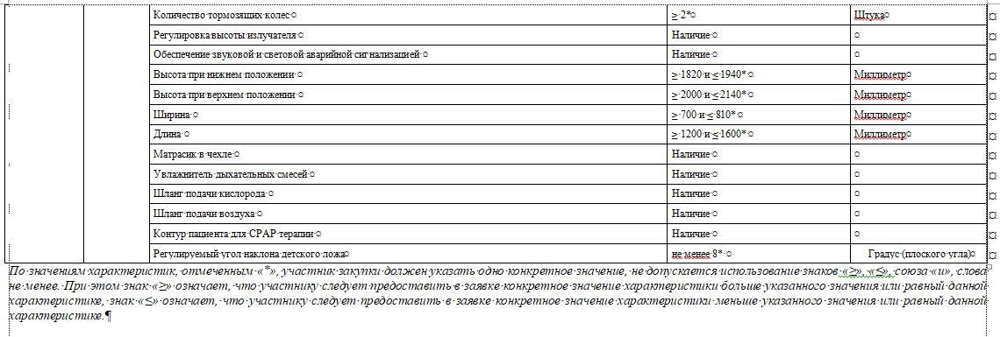 Количество тормозящих колес ≥ 2* Штука
Регулировка высоты излучателя Наличие
Обеспечение звуковой и световой аварийной сигнализацией Наличие
Высота при нижнем положении ≥ 1820 и ≤ 1940* Миллиметр
Высота при верхнем положении ≥ 2000 и ≤ 2140* Миллиметр
Ширина ≥ 700 и ≤ 810* Миллиметр
Длина ≥ 1200 и ≤ 1600* Миллиметр
Матрасик в чехле Наличие
Увлажнитель дыхательных смесей Наличие
Шланг подачи кислорода Наличие
Шланг подачи воздуха Наличие
Контур пациента для СРАР терапии Наличие
Регулируемый угол наклона детского ложа не менее 8* Градус (плоского угла)
По значениям характеристик, отмеченным «*», участник закупки должен указать одно конкретное значение, не допускается использование знаков «≥», «≤», союза «и», слова
не менее. При этом знак «≥» означает, что участнику следует предоставить в заявке конкретное значение характеристики больше указанного значения или равный данной
характеристике, знак «≤» означает, что участнику следует предоставить в заявке конкретное значение характеристики меньше указанного значения или равный данной
характеристике.¶